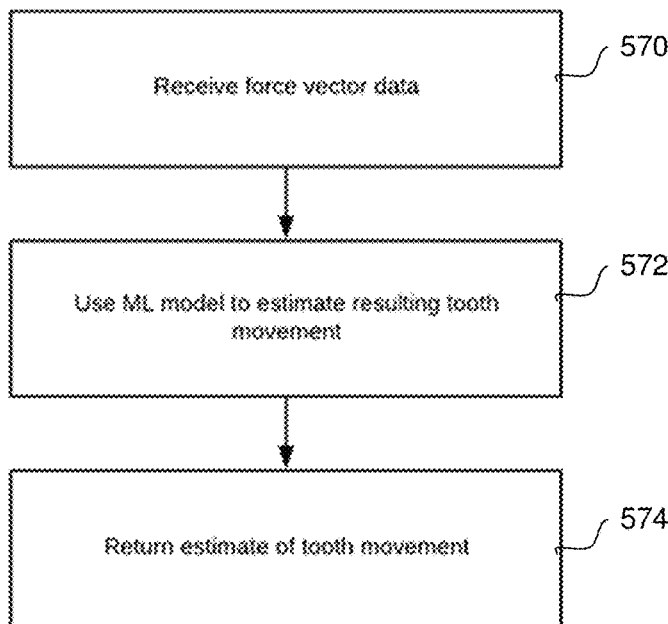 Receive force vector data
570
Use ML model to estimate resulting tooth
movement
572
Return estimate of tooth movement
574